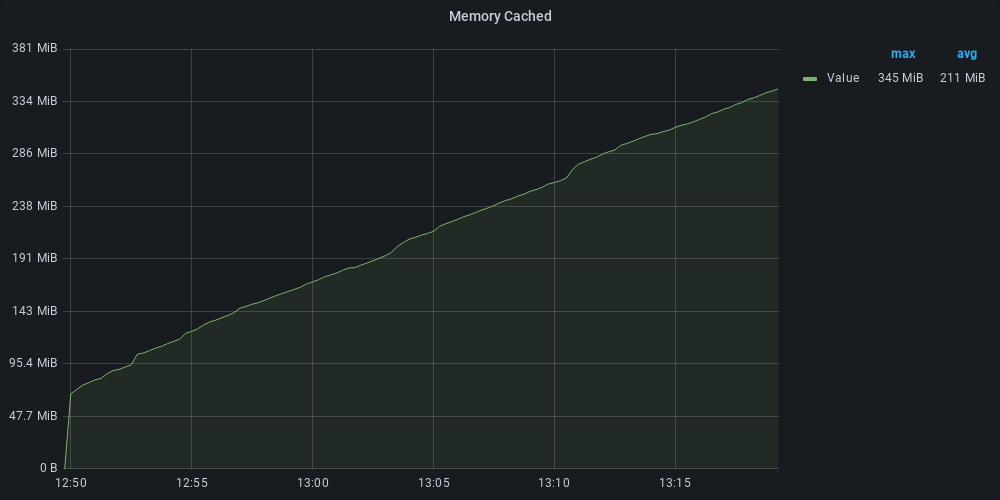 Memory Cached
381 MiB
334 MiB
286 MiB
238 MiB
191 MiB
143 MiB
95.4 MiB
47.7 MiB
0 B
12:50 12:55 13:00 13:05 13:10 13:15
max avg
Value 345 MiB 211 MiB